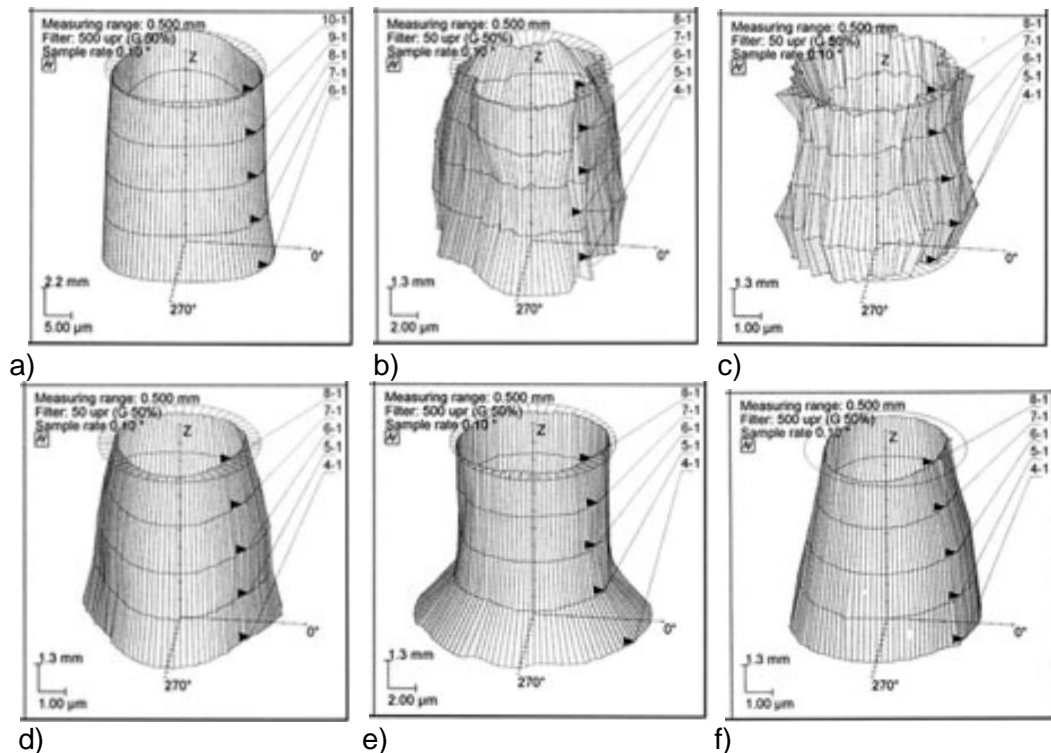 Measuring range: 0.500 mm
Filter: 500 upr (G 50%)
Sample rate 0.10 °
10-1
9-1
8-1
7-1
6-1
Z
0°
270°
2.2 mm
5.00 µm
a)
Measuring range: 0.500 mm
Filter: 50 upr (G 50%)
Sample rate 0.10 °
8-1
7-1
6-1
5-1
4-1
Z
0°
270°
1.3 mm
2.00 µm
b)
Measuring range: 0.500 mm
Filter: 50 upr (G 50%)
Sample rate 0.10 °
8-1
7-1
6-1
5-1
4-1
Z
0°
270°
1.3 mm
1.00 µm
c)
Measuring range: 0.500 mm
Filter: 50 upr (G 50%)
Sample rate 0.10 °
8-1
7-1
6-1
5-1
4-1
Z
0°
270°
1.3 mm
1.00 µm
d)
Measuring range: 0.500 mm
Filter: 500 upr (G 50%)
Sample rate 0.10 °
8-1
7-1
6-1
5-1
4-1
Z
0°
270°
1.3 mm
2.00 µm
e)
Measuring range: 0.500 mm
Filter: 500 upr (G 50%)
Sample rate 0.10 °
8-1
7-1
6-1
5-1
4-1
Z
0°
270°
1.3 mm
1.00 µm
f)